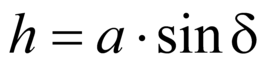 h = a · sin δ